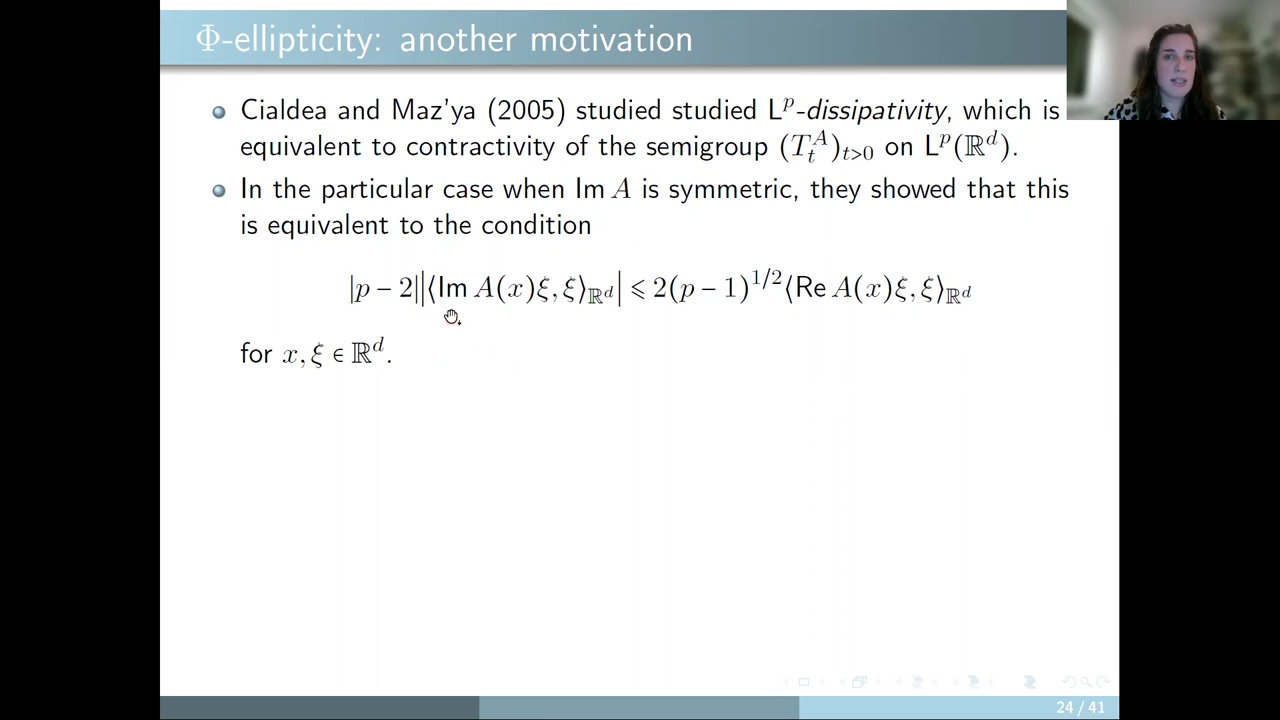 Φ-ellipticity: another motivation
Cialdea and Maz'ya (2005) studied studied L^p-dissipativity, which is
equivalent to contractivity of the semigroup (T_t^A)_{t>0} on L^p(ℝ^d).
In the particular case when Im A is symmetric, they showed that this
is equivalent to the condition
|p − 2||⟨Im A(x)ξ, ξ⟩_{ℝ^d}| ⩽ 2(p − 1)^{1/2}⟨Re A(x)ξ, ξ⟩_{ℝ^d}
for x, ξ ∈ ℝ^d.
24 / 41